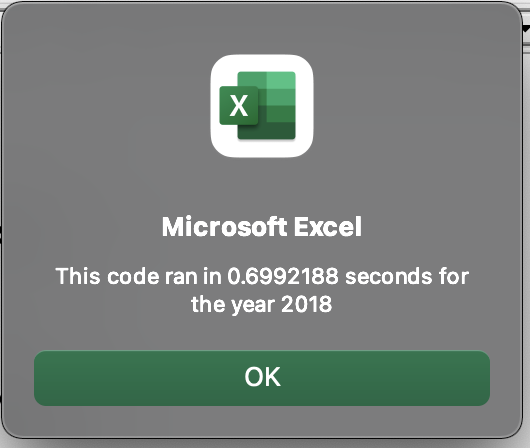 X
Microsoft Excel
This code ran in 0.6992188 seconds for
the year 2018
OK